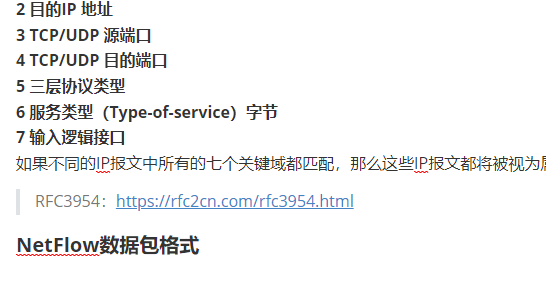 2 目的IP 地址
3 TCP/UDP 源端口
4 TCP/UDP 目的端口
5 三层协议类型
6 服务类型（Type-of-service）字节
7 输入逻辑接口
如果不同的IP报文中所有的七个关键域都匹配，那么这些IP报文都将被视为
RFC3954：https://rfc2cn.com/rfc3954.html
NetFlow数据包格式